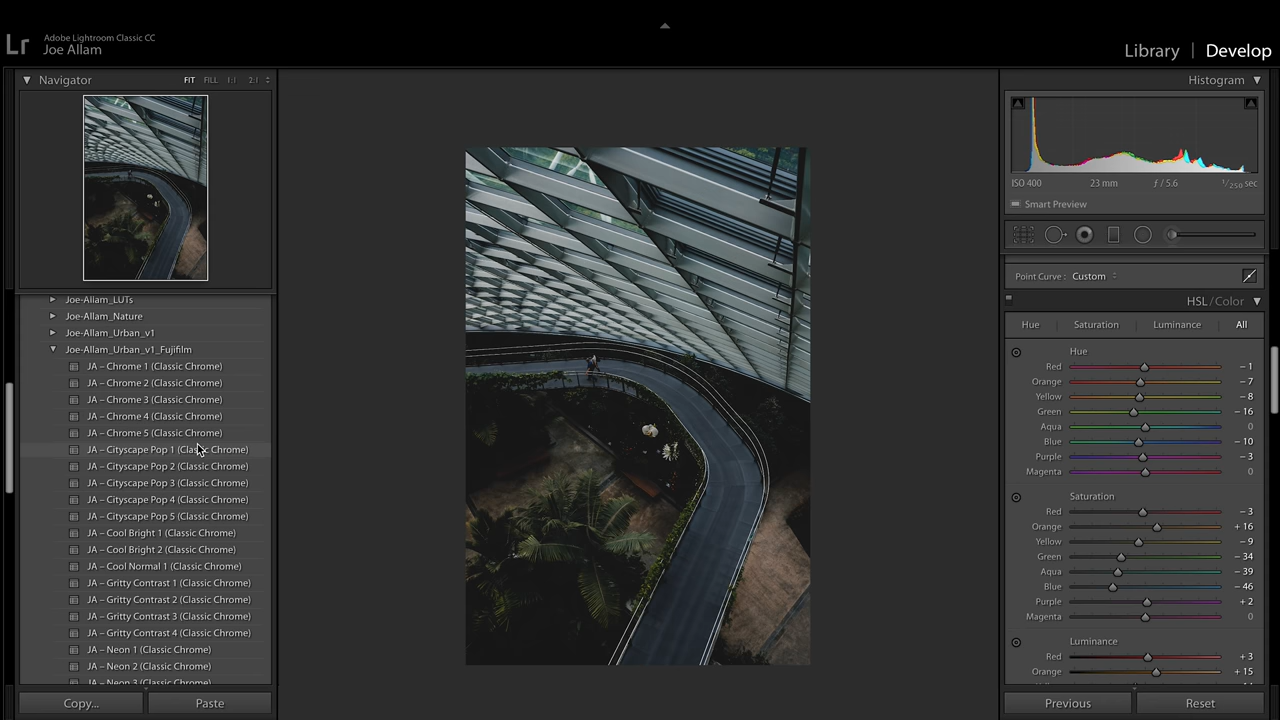 Lr
Adobe Lightroom Classic CC
Joe Allam
Library | Develop
Navigator FIT FILL 1:1 2:1
Joe-Allam_LUTs
Joe-Allam_Nature
Joe-Allam_Urban_v1
Joe-Allam_Urban_v1_Fujifilm
JA – Chrome 1 (Classic Chrome)
JA – Chrome 2 (Classic Chrome)
JA – Chrome 3 (Classic Chrome)
JA – Chrome 4 (Classic Chrome)
JA – Chrome 5 (Classic Chrome)
JA – Cityscape Pop 1 (Classic Chrome)
JA – Cityscape Pop 2 (Classic Chrome)
JA – Cityscape Pop 3 (Classic Chrome)
JA – Cityscape Pop 4 (Classic Chrome)
JA – Cityscape Pop 5 (Classic Chrome)
JA – Cool Bright 1 (Classic Chrome)
JA – Cool Bright 2 (Classic Chrome)
JA – Cool Normal 1 (Classic Chrome)
JA – Gritty Contrast 1 (Classic Chrome)
JA – Gritty Contrast 2 (Classic Chrome)
JA – Gritty Contrast 3 (Classic Chrome)
JA – Gritty Contrast 4 (Classic Chrome)
JA – Neon 1 (Classic Chrome)
JA – Neon 2 (Classic Chrome)
JA – Neon 3 (Classic Chrome)
Copy... Paste
Histogram
ISO 400 23 mm ƒ / 5.6 1/250 sec
Smart Preview
Point Curve : Custom
HSL / Color
Hue Saturation Luminance All
Hue
Red – 1
Orange – 7
Yellow – 8
Green – 16
Aqua 0
Blue – 10
Purple – 3
Magenta 0
Saturation
Red – 3
Orange + 16
Yellow – 9
Green – 34
Aqua – 39
Blue – 46
Purple + 2
Magenta 0
Luminance
Red + 3
Orange + 15
Previous Reset